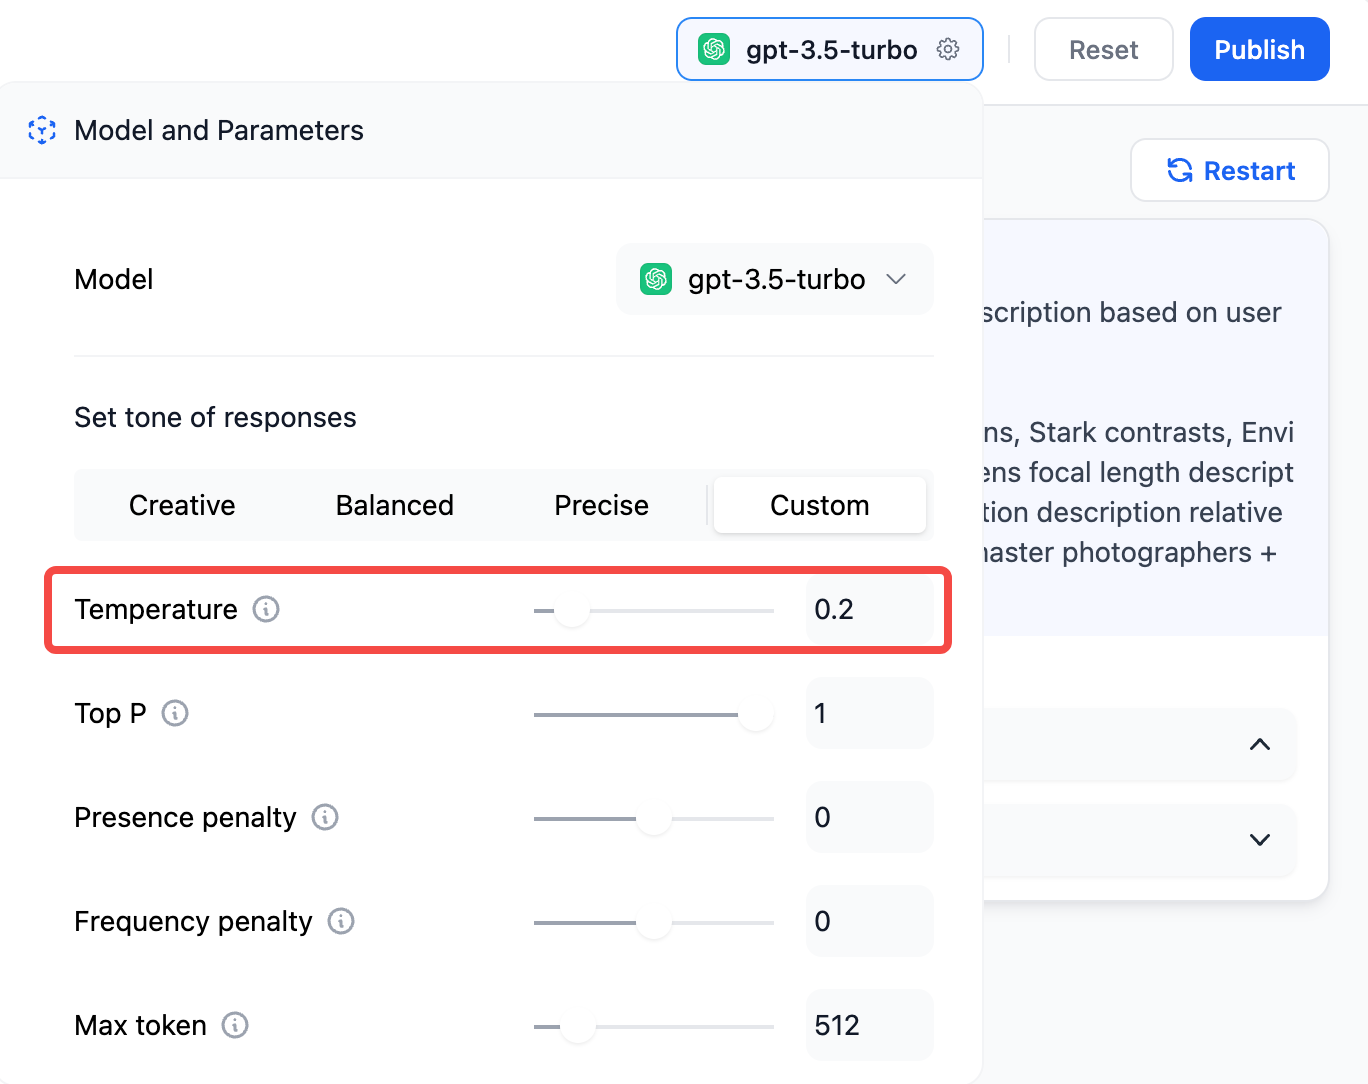 gpt-3.5-turbo
Reset
Publish
Model and Parameters
Restart
Model
gpt-3.5-turbo
scription based on user
Set tone of responses
ns, Stark contrasts, Envi
ens focal length descript
tion description relative
naster photographers +
Creative Balanced Precise Custom
Temperature 0.2
Top P 1
Presence penalty 0
Frequency penalty 0
Max token 512